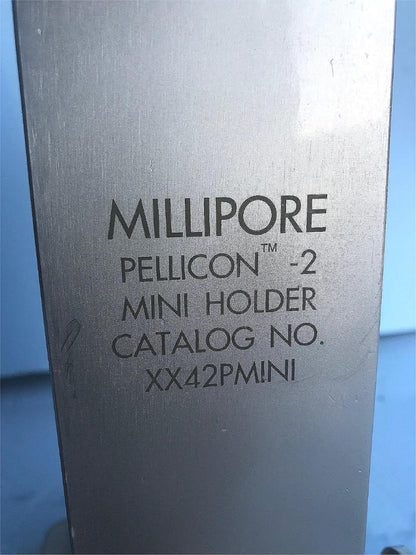 MILLIPORE
PELLICON™ -2
MINI HOLDER
CATALOG NO.
XX42PMINI